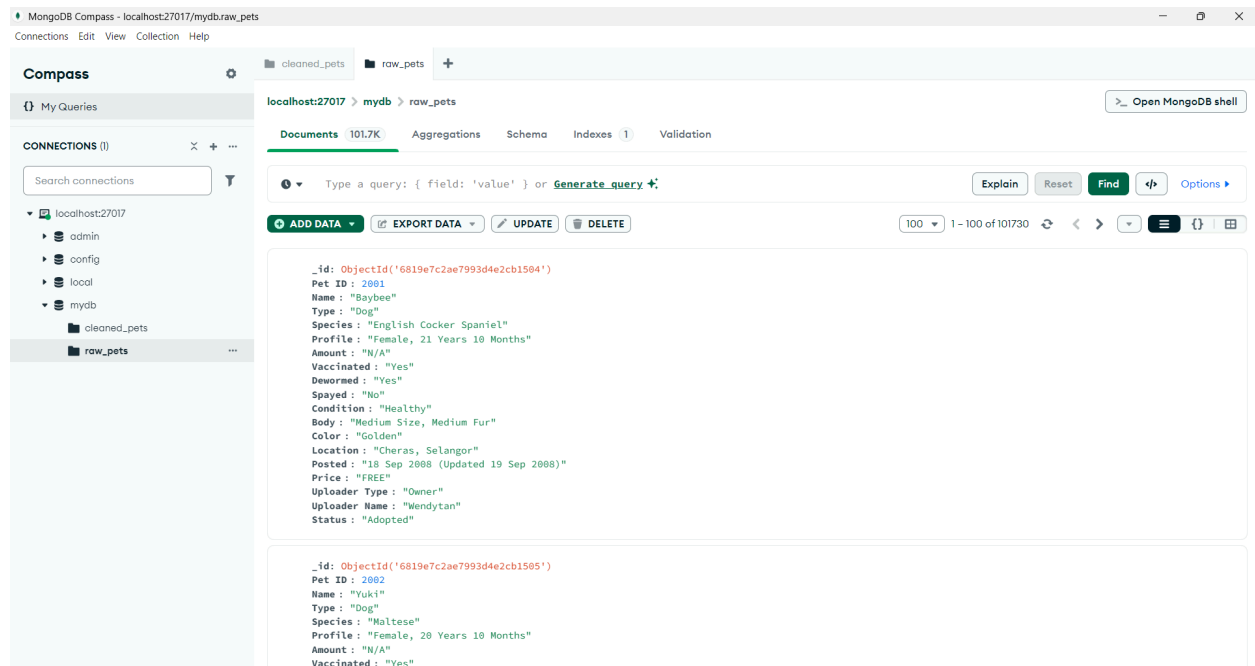 MongoDB Compass - localhost:27017/mydb.raw_pets
Connections Edit View Collection Help
Compass
cleaned_pets raw_pets
{} My Queries
localhost:27017 > mydb > raw_pets
>_ Open MongoDB shell
CONNECTIONS (1)
Documents 101.7K Aggregations Schema Indexes 1 Validation
Search connections
Type a query: { field: 'value' } or Generate query
Explain Reset Find </> Options
localhost:27017
admin
config
local
mydb
cleaned_pets
raw_pets
ADD DATA EXPORT DATA UPDATE DELETE
100 1 – 100 of 101730 {}
_id: ObjectId('6819e7c2ae7993d4e2cb1504')
Pet ID : 2001
Name : "Baybee"
Type : "Dog"
Species : "English Cocker Spaniel"
Profile : "Female, 21 Years 10 Months"
Amount : "N/A"
Vaccinated : "Yes"
Dewormed : "Yes"
Spayed : "No"
Condition : "Healthy"
Body : "Medium Size, Medium Fur"
Color : "Golden"
Location : "Cheras, Selangor"
Posted : "18 Sep 2008 (Updated 19 Sep 2008)"
Price : "FREE"
Uploader Type : "Owner"
Uploader Name : "Wendytan"
Status : "Adopted"
_id: ObjectId('6819e7c2ae7993d4e2cb1505')
Pet ID : 2002
Name : "Yuki"
Type : "Dog"
Species : "Maltese"
Profile : "Female, 20 Years 10 Months"
Amount : "N/A"
Vaccinated : "Yes"